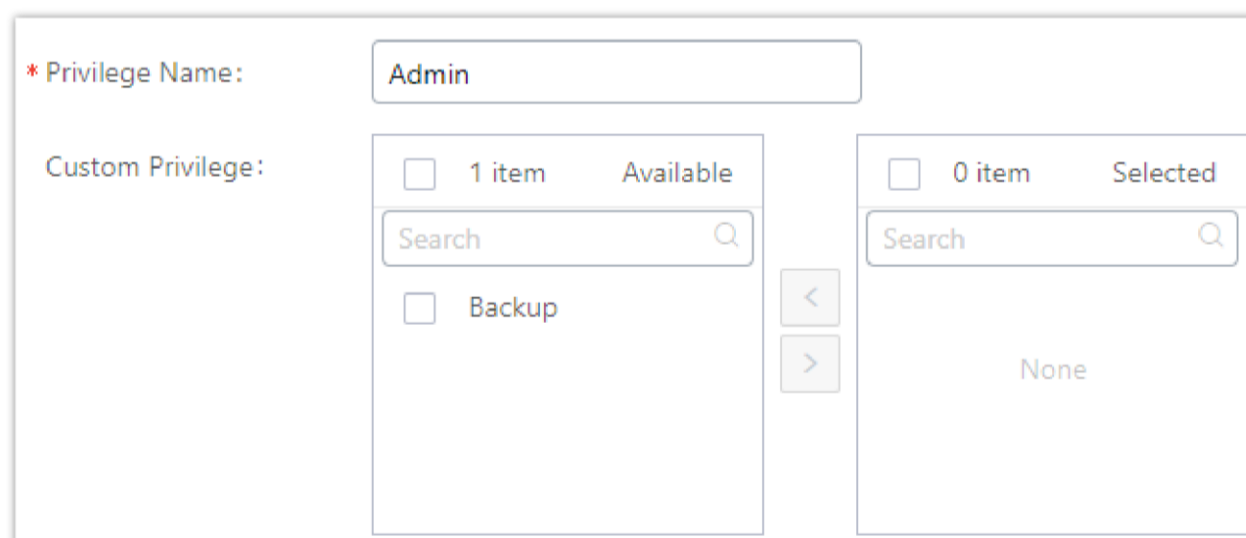 * Privilege Name:
Admin
Custom Privilege:
1 item Available
Search
Backup
<
>
0 item Selected
Search
None